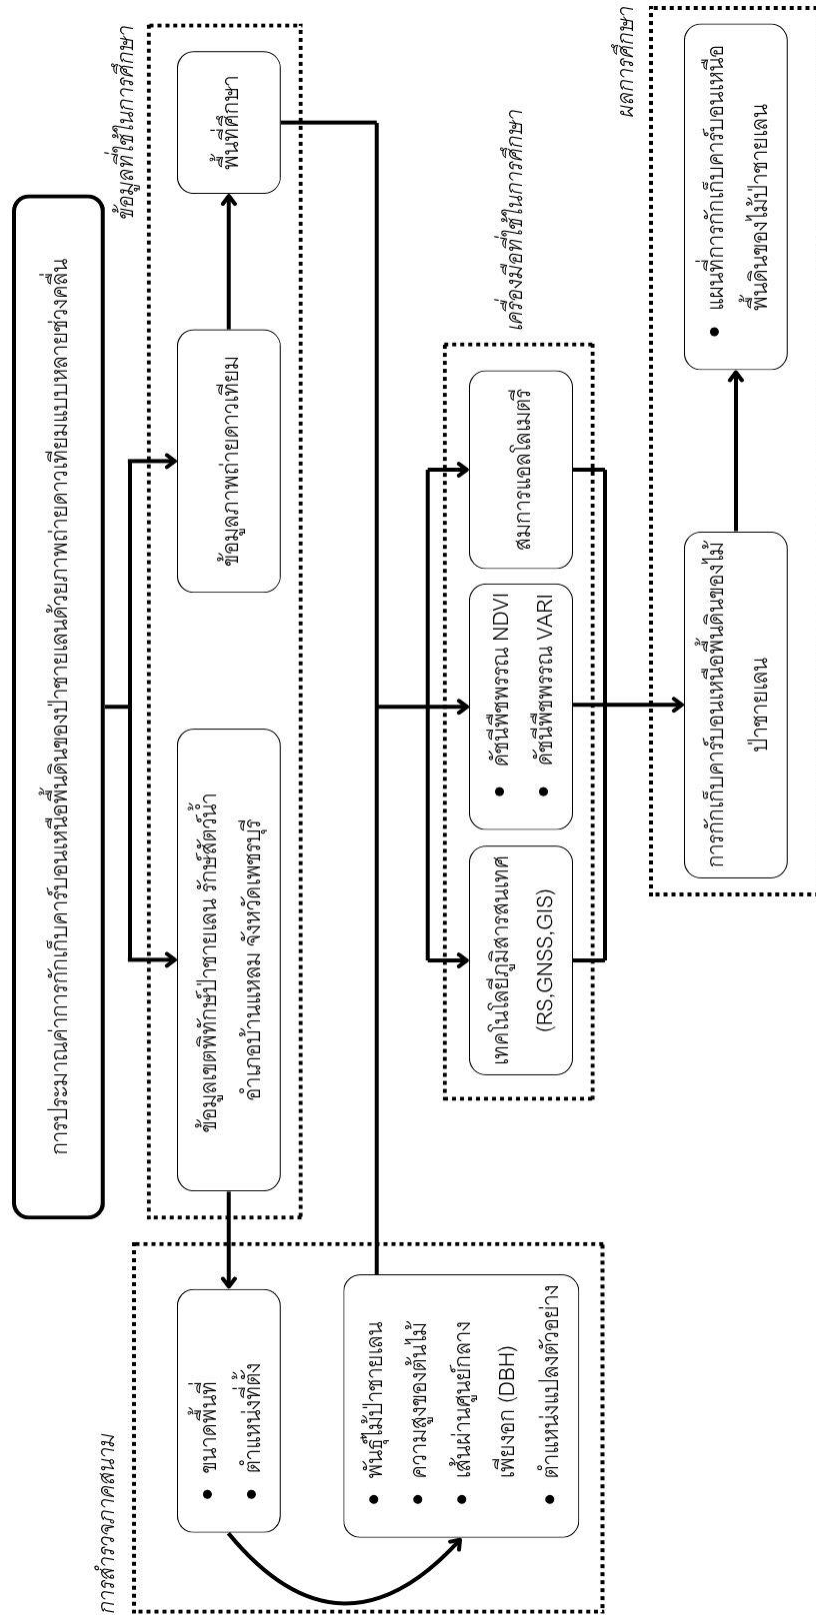 การประมาณค่าการกักเก็บคาร์บอนเหนือพื้นดินของป่าชายเลนด้วยภาพถ่ายดาวเทียมแบบหลายช่วงคลื่น
ข้อมูลที่ใช้ในการศึกษา
ข้อมูลเขตพิทักษ์ป่าชายเลน รักษ์สัตว์น้ำ
อำเภอบ้านแหลม จังหวัดเพชรบุรี
ข้อมูลภาพถ่ายดาวเทียม
พื้นที่ศึกษา
การสำรวจภาคสนาม
• ขนาดพื้นที่
• ตำแหน่งที่ตั้ง
• พันธุ์ไม้ป่าชายเลน
• ความสูงของต้นไม้
• เส้นผ่านศูนย์กลาง
เพียงอก (DBH)
• ตำแหน่งแปลงตัวอย่าง
เครื่องมือที่ใช้ในการศึกษา
เทคโนโลยีภูมิสารสนเทศ
(RS,GNSS,GIS)
• ดัชนีพืชพรรณ NDVI
• ดัชนีพืชพรรณ VARI
สมการแอลโลเมตรี
ผลการศึกษา
การกักเก็บคาร์บอนเหนือพื้นดินของไม้
ป่าชายเลน
• แผนที่การกักเก็บคาร์บอนเหนือ
พื้นดินของไม้ป่าชายเลน